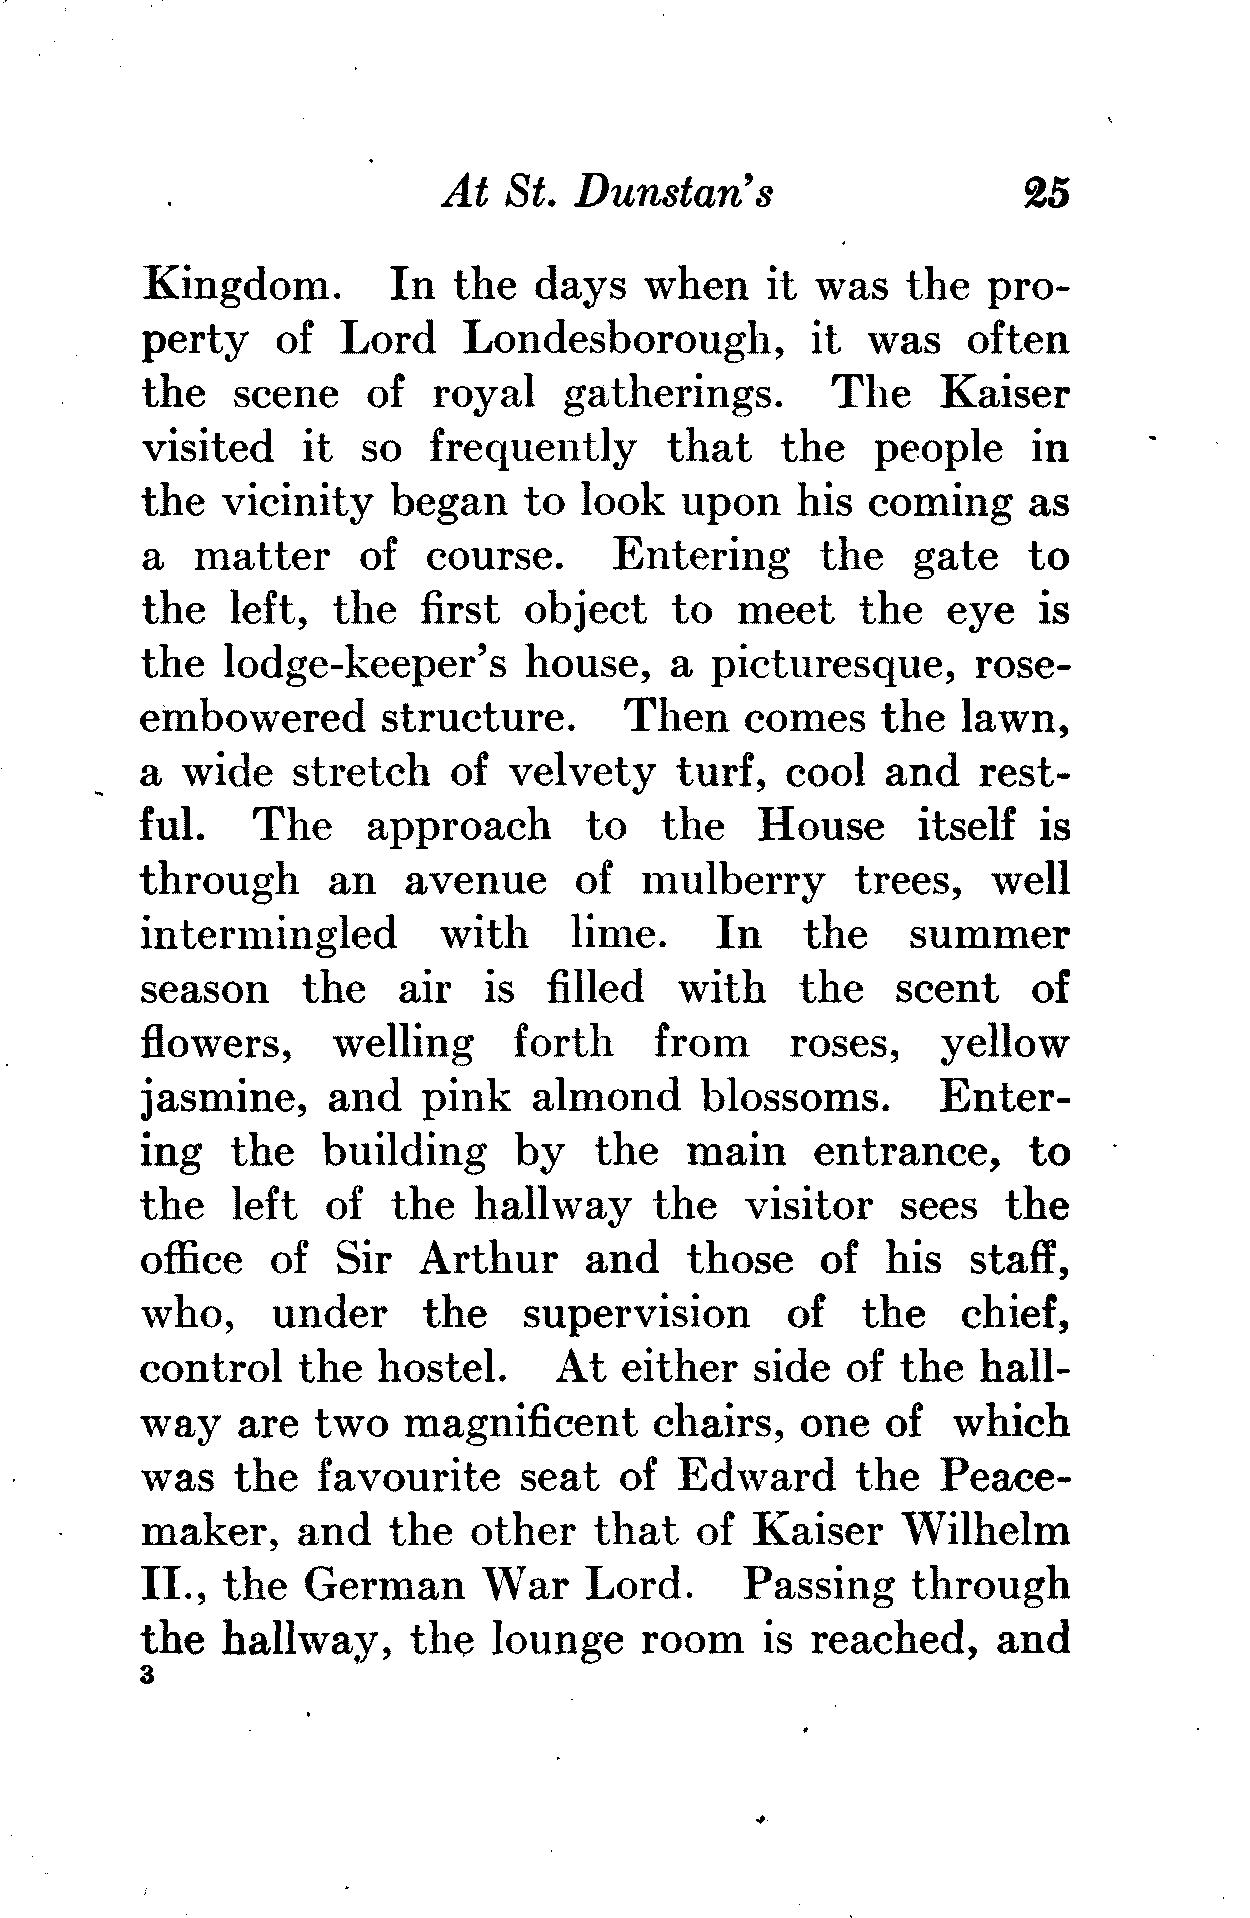 At St. Dunstan's 25
Kingdom. In the days when it was the pro-
perty of Lord Londesborough, it was often
the scene of royal gatherings. The Kaiser
visited it so frequently that the people in
the vicinity began to look upon his coming as
a matter of course. Entering the gate to
the left, the first object to meet the eye is
the lodge-keeper's house, a picturesque, rose-
embowered structure. Then comes the lawn,
a wide stretch of velvety turf, cool and rest-
ful. The approach to the House itself is
through an avenue of mulberry trees, well
intermingled with lime. In the summer
season the air is filled with the scent of
flowers, welling forth from roses, yellow
jasmine, and pink almond blossoms. Enter-
ing the building by the main entrance, to
the left of the hallway the visitor sees the
office of Sir Arthur and those of his staff,
who, under the supervision of the chief,
control the hostel. At either side of the hall-
way are two magnificent chairs, one of which
was the favourite seat of Edward the Peace-
maker, and the other that of Kaiser Wilhelm
II., the German War Lord. Passing through
the hallway, the lounge room is reached, and
3